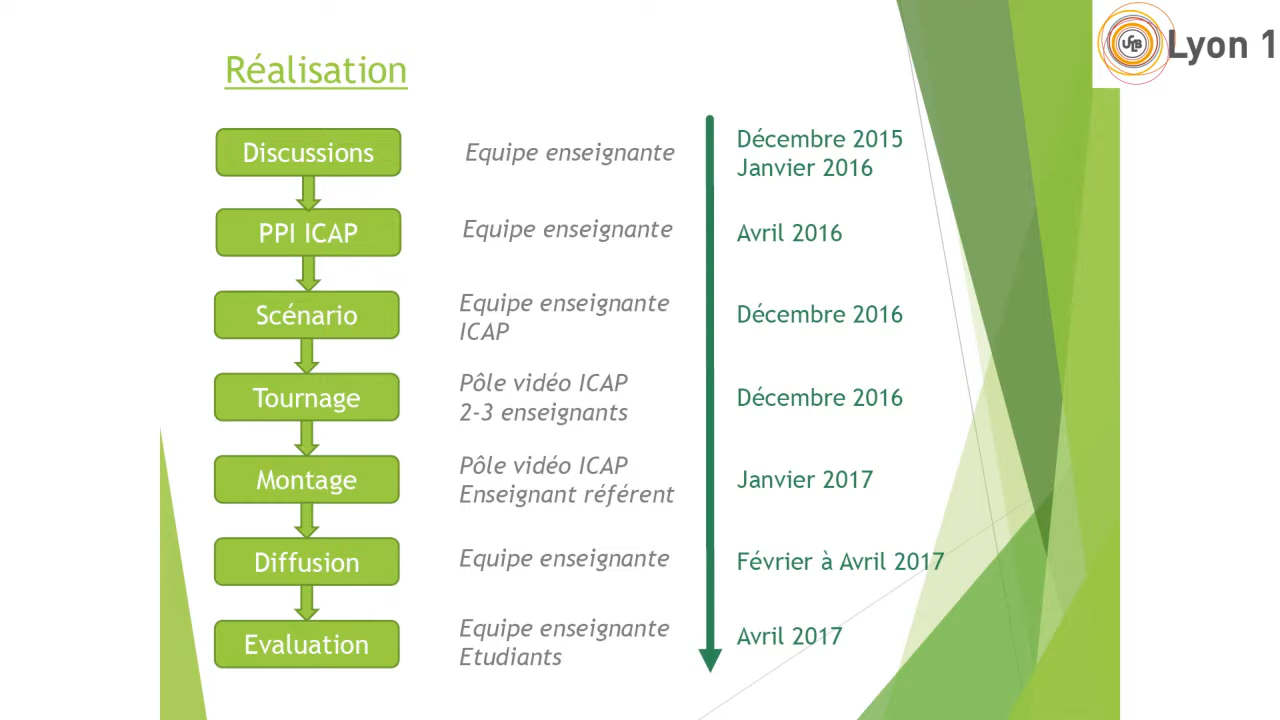 Lyon 1
UCLB
Réalisation
Discussions
Equipe enseignante
Décembre 2015
Janvier 2016
PPI ICAP
Equipe enseignante
Avril 2016
Scénario
Equipe enseignante
ICAP
Décembre 2016
Tournage
Pôle vidéo ICAP
2-3 enseignants
Décembre 2016
Montage
Pôle vidéo ICAP
Enseignant référent
Janvier 2017
Diffusion
Equipe enseignante
Février à Avril 2017
Evaluation
Equipe enseignante
Etudiants
Avril 2017